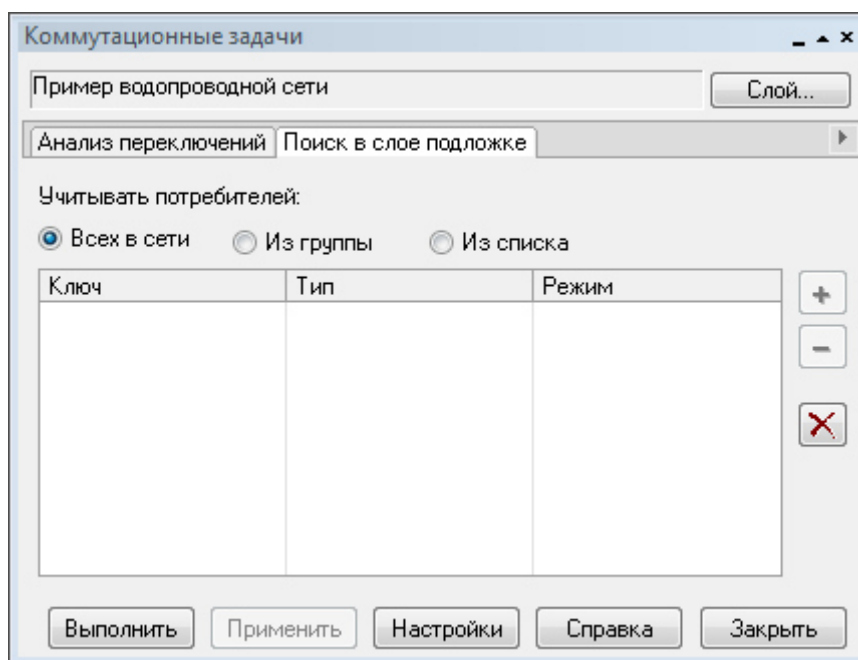 Коммутационные задачи
Пример водопроводной сети
Слой...
Анализ переключений
Поиск в слое подложке
Учитывать потребителей:
Всех в сети
Из группы
Из списка
Ключ
Тип
Режим
Выполнить
Применить
Настройки
Справка
Закрыть